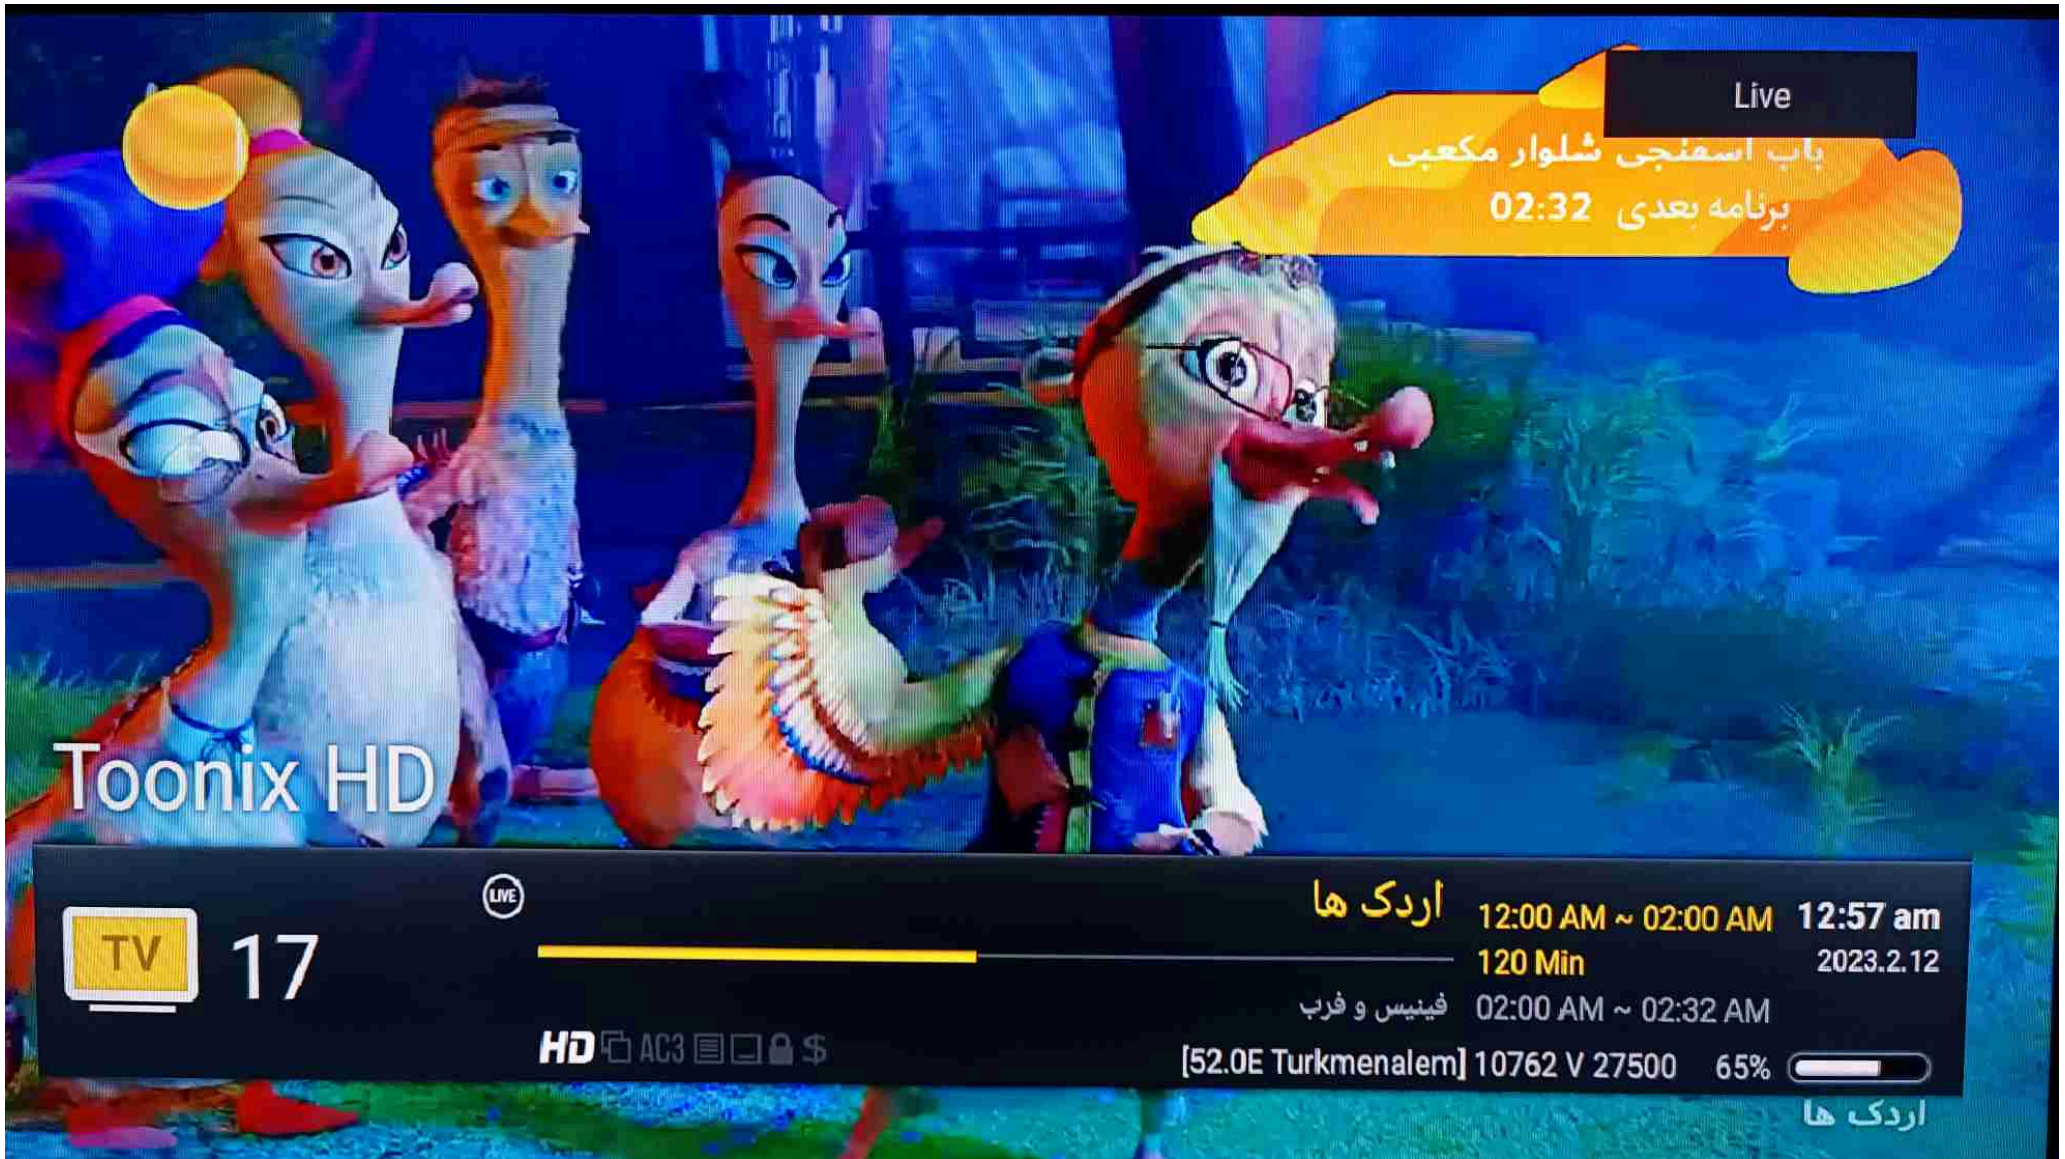 Live
باب اسفنجی شلوار مکعبی
برنامه بعدی 02:32
Toonix HD
TV 17
LIVE
اردک ها 12:00 AM ~ 02:00 AM 12:57 am
120 Min 2023.2.12
فینیس و فرب 02:00 AM ~ 02:32 AM
HD AC3 $
[52.0E Turkmenalem] 10762 V 27500 65%
اردک ها